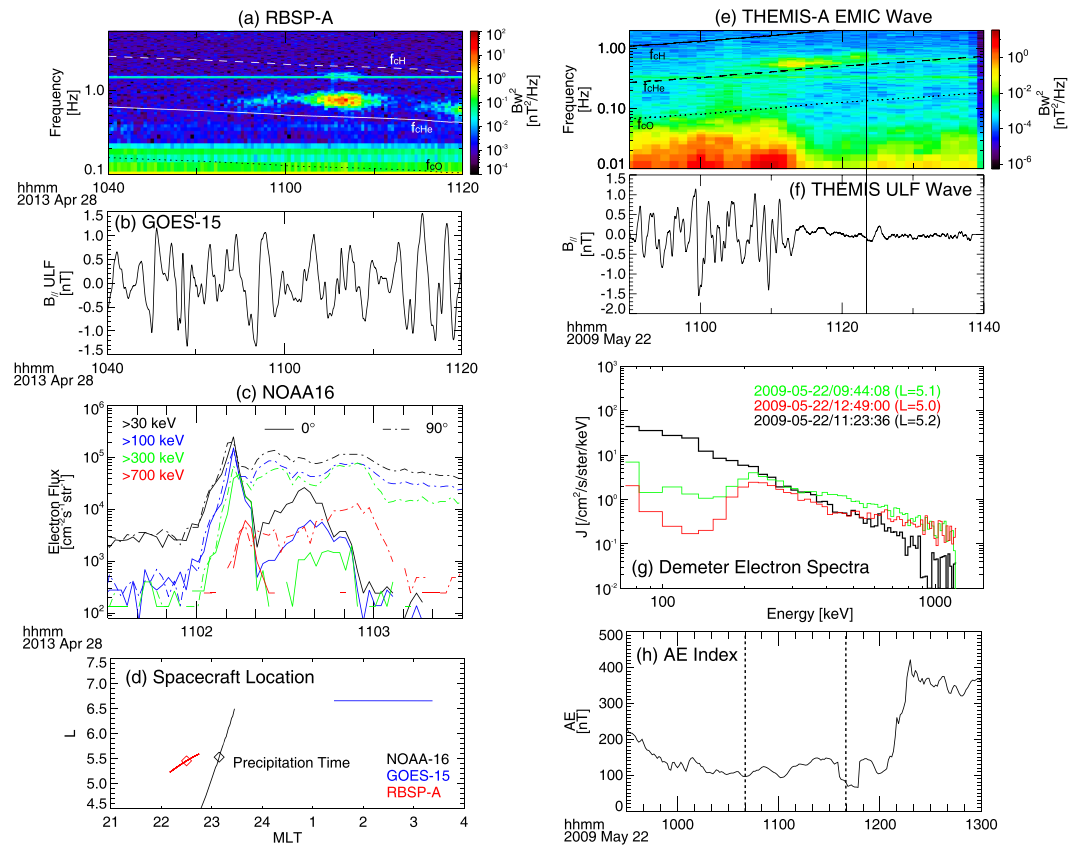 (a) RBSP-A
Frequency
[Hz]
1.0
0.1
fcH
fcHe
fcO
10²
10¹
10⁰
10⁻¹
10⁻²
10⁻³
10⁻⁴
Bw²
[nT²/Hz]
1040 1100 1120
hhmm
2013 Apr 28
(b) GOES-15
B// ULF
[nT]
1.5
1.0
0.5
0.0
-0.5
-1.0
-1.5
1040 1100 1120
hhmm
2013 Apr 28
(c) NOAA16
Electron Flux
[cm⁻²s⁻¹str⁻¹]
10⁶
10⁵
10⁴
10³
10²
>30 keV
>100 keV
>300 keV
>700 keV
0° 90°
1102 1103
hhmm
2013 Apr 28
(d) Spacecraft Location
L
7.5
7.0
6.5
6.0
5.5
5.0
4.5
Precipitation Time
NOAA-16
GOES-15
RBSP-A
21 22 23 24 1 2 3 4
MLT
(e) THEMIS-A EMIC Wave
Frequency
[Hz]
1.00
0.10
0.01
fcH
fcHe
fcO
10⁰
10⁻²
10⁻⁴
10⁻⁶
Bw²
[nT²/Hz]
(f) THEMIS ULF Wave
B//
[nT]
1.5
1.0
0.5
0.0
-0.5
-1.0
-1.5
-2.0
1100 1120 1140
hhmm
2009 May 22
J [/cm²/s/ster/keV]
10³
10²
10¹
10⁰
10⁻¹
10⁻²
2009-05-22/09:44:08 (L=5.1)
2009-05-22/12:49:00 (L=5.0)
2009-05-22/11:23:36 (L=5.2)
(g) Demeter Electron Spectra
100 1000
Energy [keV]
(h) AE Index
AE
[nT]
500
400
300
200
100
0
1000 1100 1200 1300
hhmm
2009 May 22